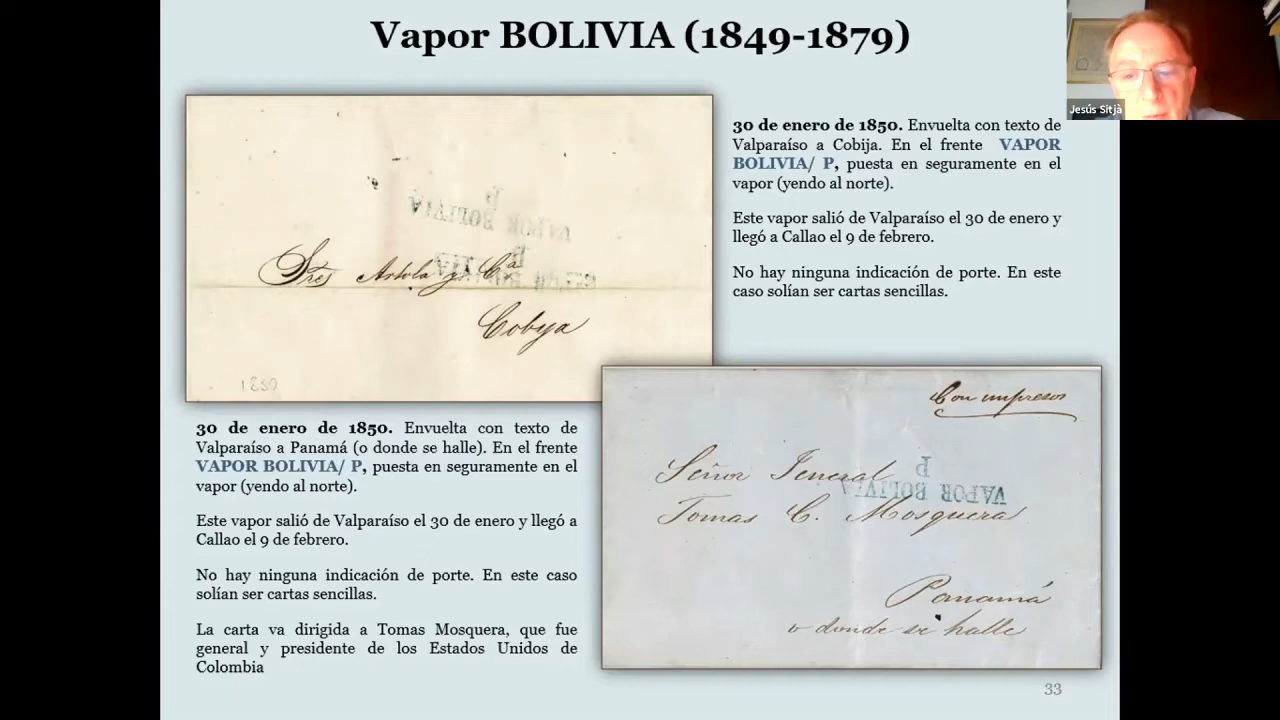 Vapor BOLIVIA (1849-1879)
Jesús Sitjà
30 de enero de 1850. Envuelta con texto de
Valparaíso a Cobija. En el frente VAPOR
BOLIVIA/ P, puesta en seguramente en el
vapor (yendo al norte).
Este vapor salió de Valparaíso el 30 de enero y
llegó a Callao el 9 de febrero.
No hay ninguna indicación de porte. En este
caso solían ser cartas sencillas.
P
VAPOR BOLIVIA
P
VAPOR BOLIVIA
Sres Artola y Ca
Cobija
1850
30 de enero de 1850. Envuelta con texto de
Valparaíso a Panamá (o donde se halle). En el frente
VAPOR BOLIVIA/ P, puesta en seguramente en el
vapor (yendo al norte).
Este vapor salió de Valparaíso el 30 de enero y llegó a
Callao el 9 de febrero.
No hay ninguna indicación de porte. En este caso
solían ser cartas sencillas.
La carta va dirigida a Tomas Mosquera, que fue
general y presidente de los Estados Unidos de
Colombia
Con impresos
Señor Jeneral
P
VAPOR BOLIVIA
Tomas C. Mosquera
Panamá
o donde se halle
33